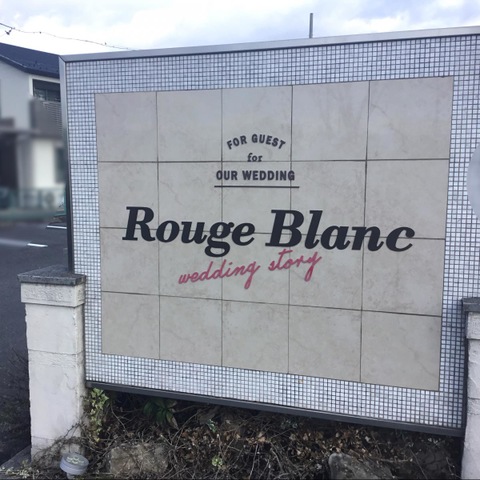 FOR GUEST
for
OUR WEDDING
Rouge Blanc
wedding story